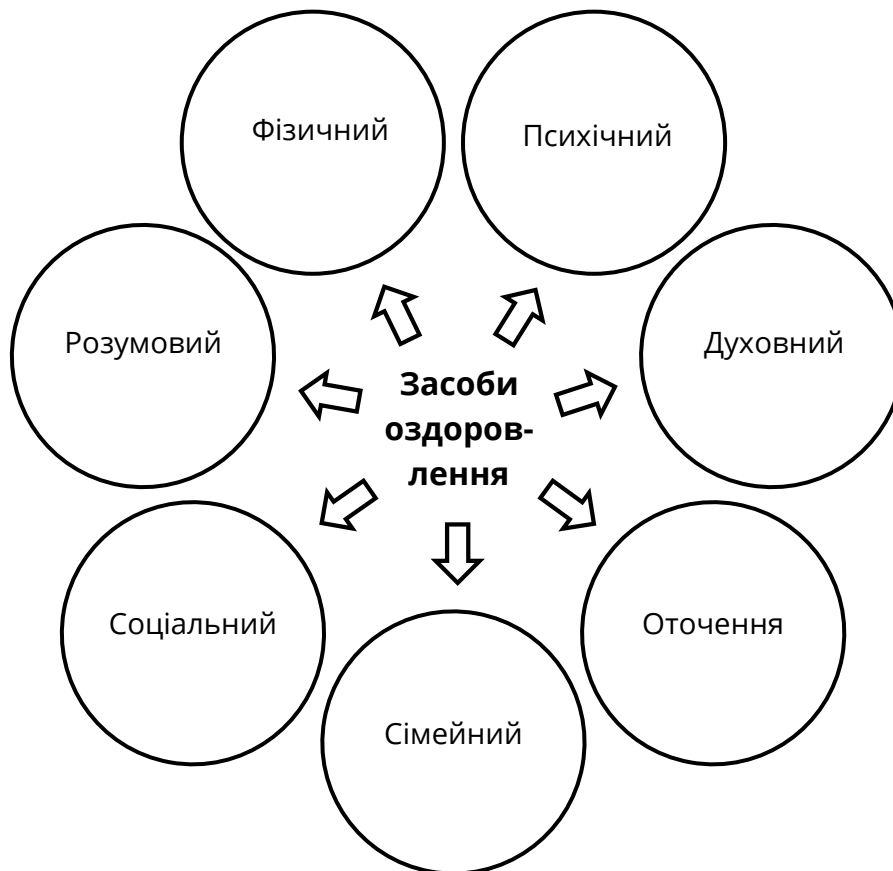 Фізичний
Психічний
Розумовий
Духовний
Засоби
оздоров-
лення
Соціальний
Оточення
Сімейний